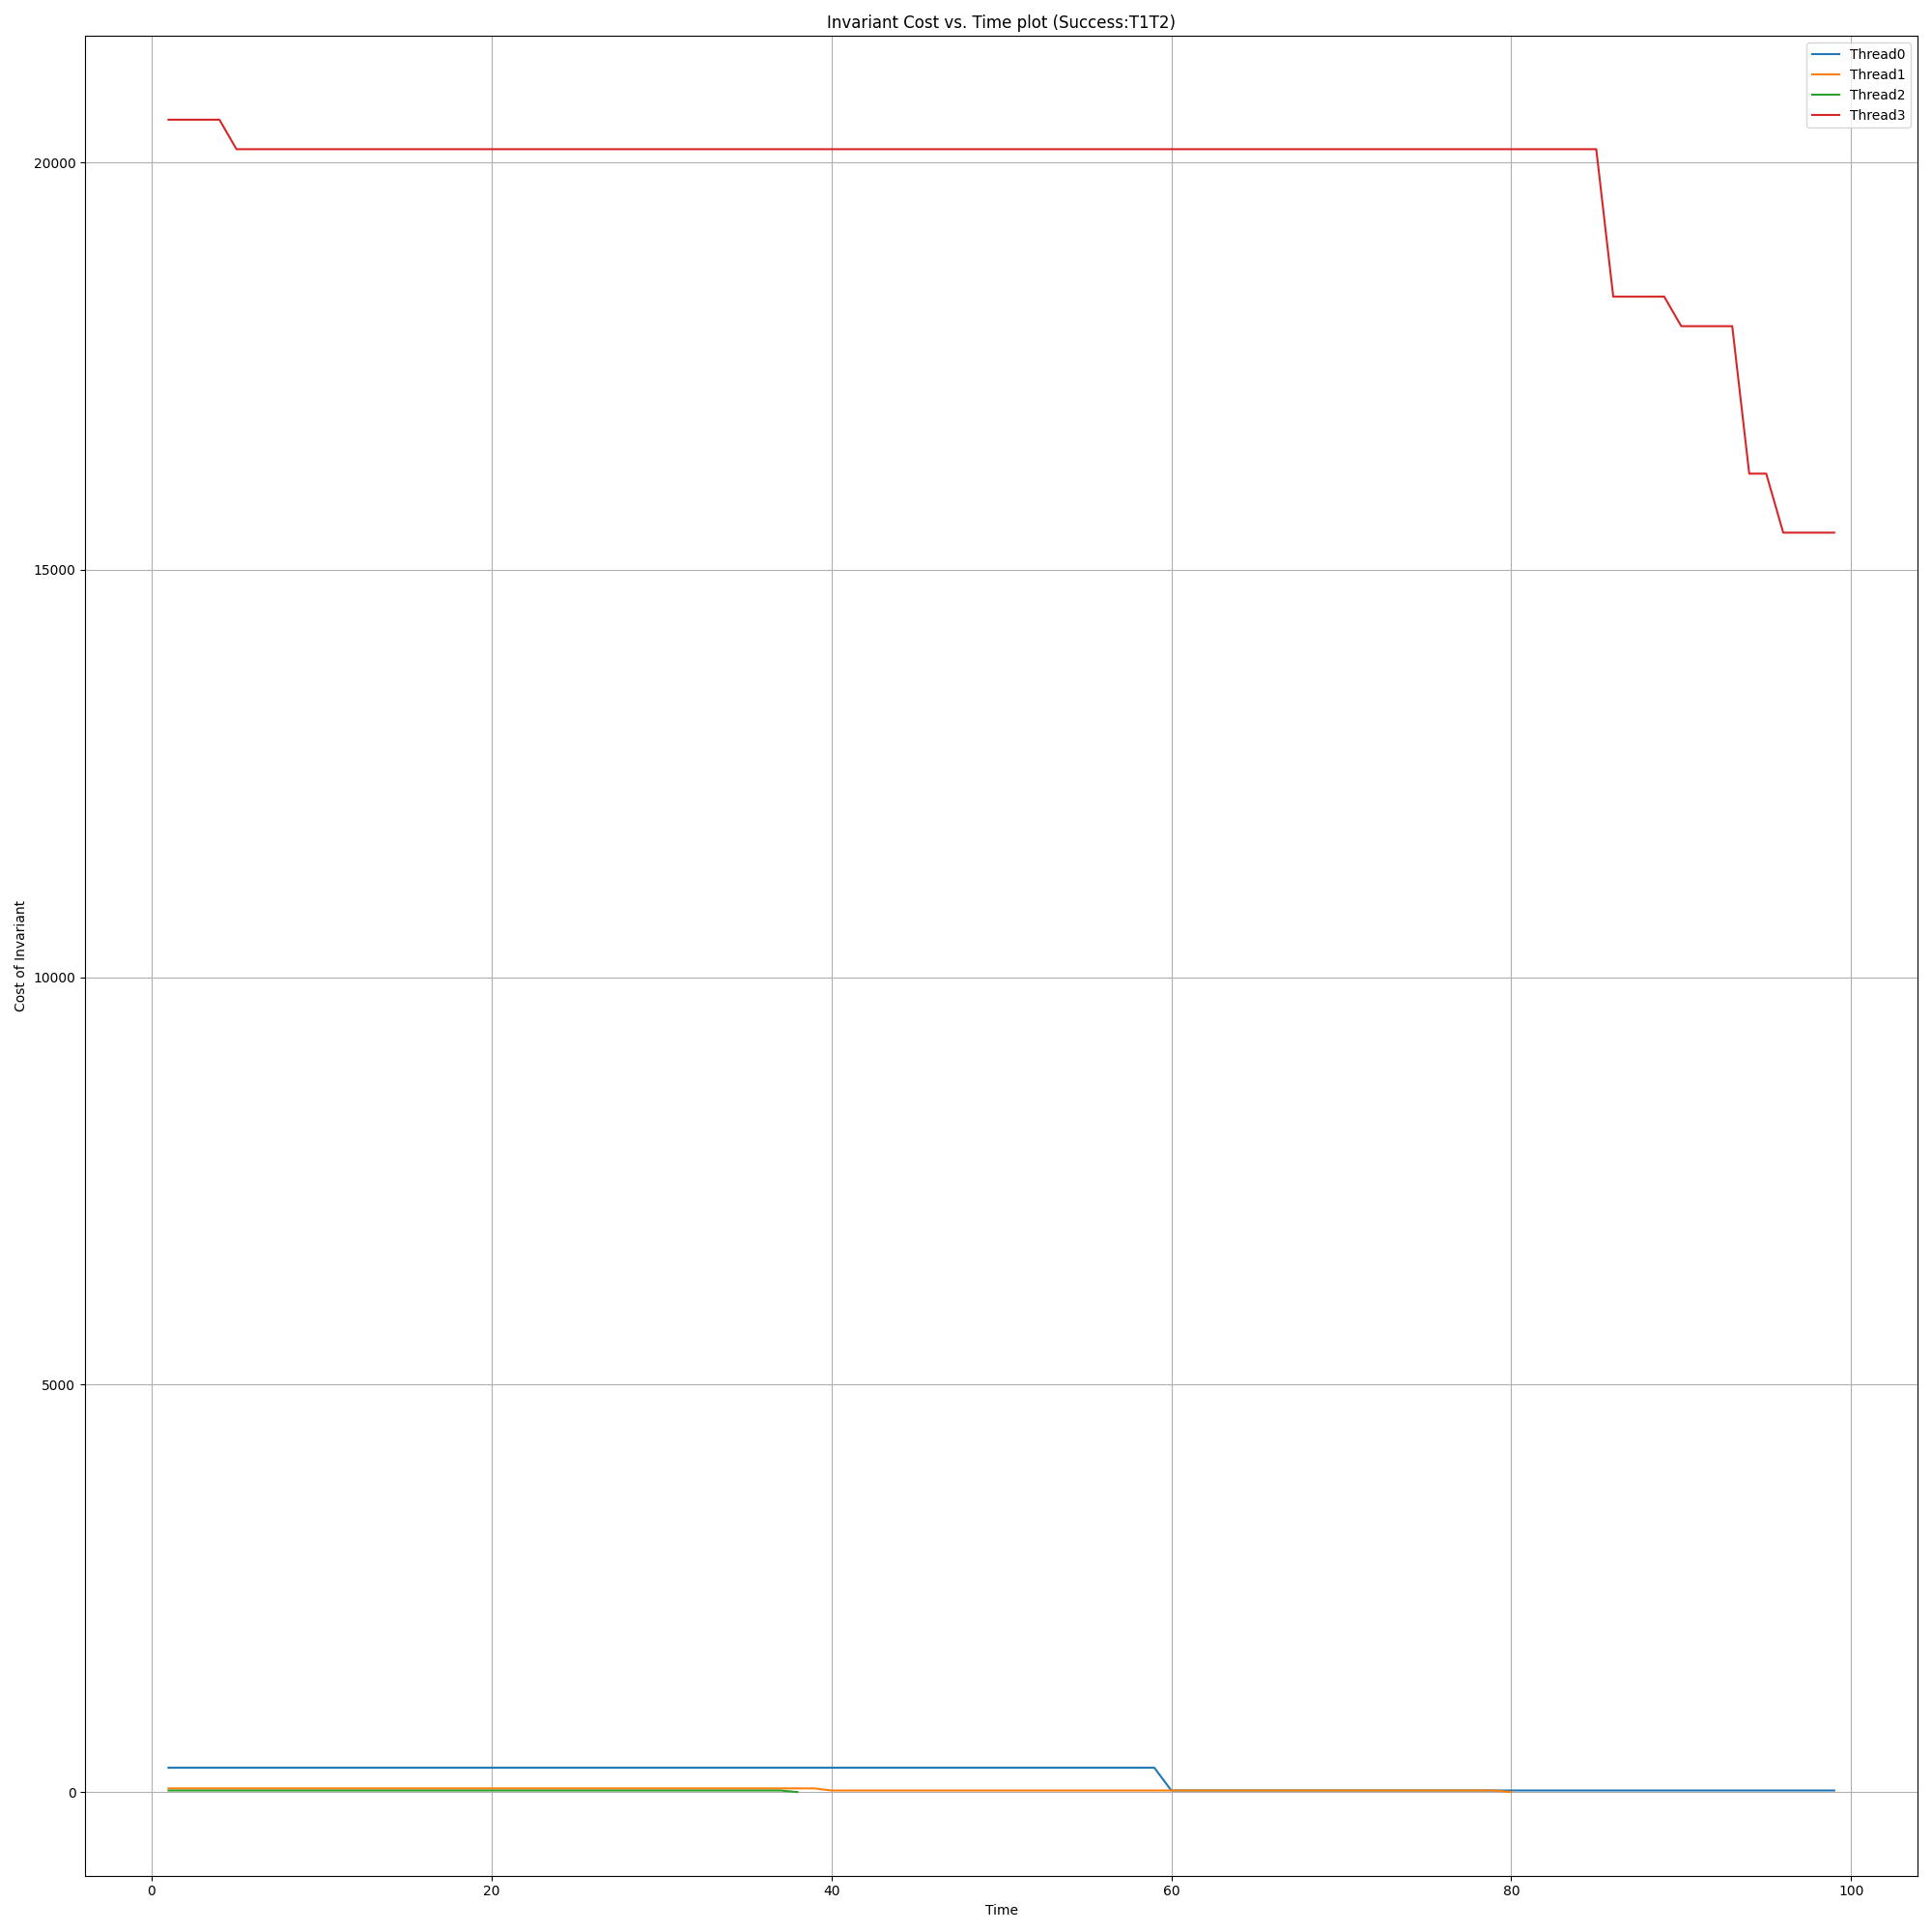 Invariant Cost vs. Time plot (Success:T1T2)
Thread0
Thread1
Thread2
Thread3
20000
15000
10000
5000
0
Cost of Invariant
0 20 40 60 80 100
Time